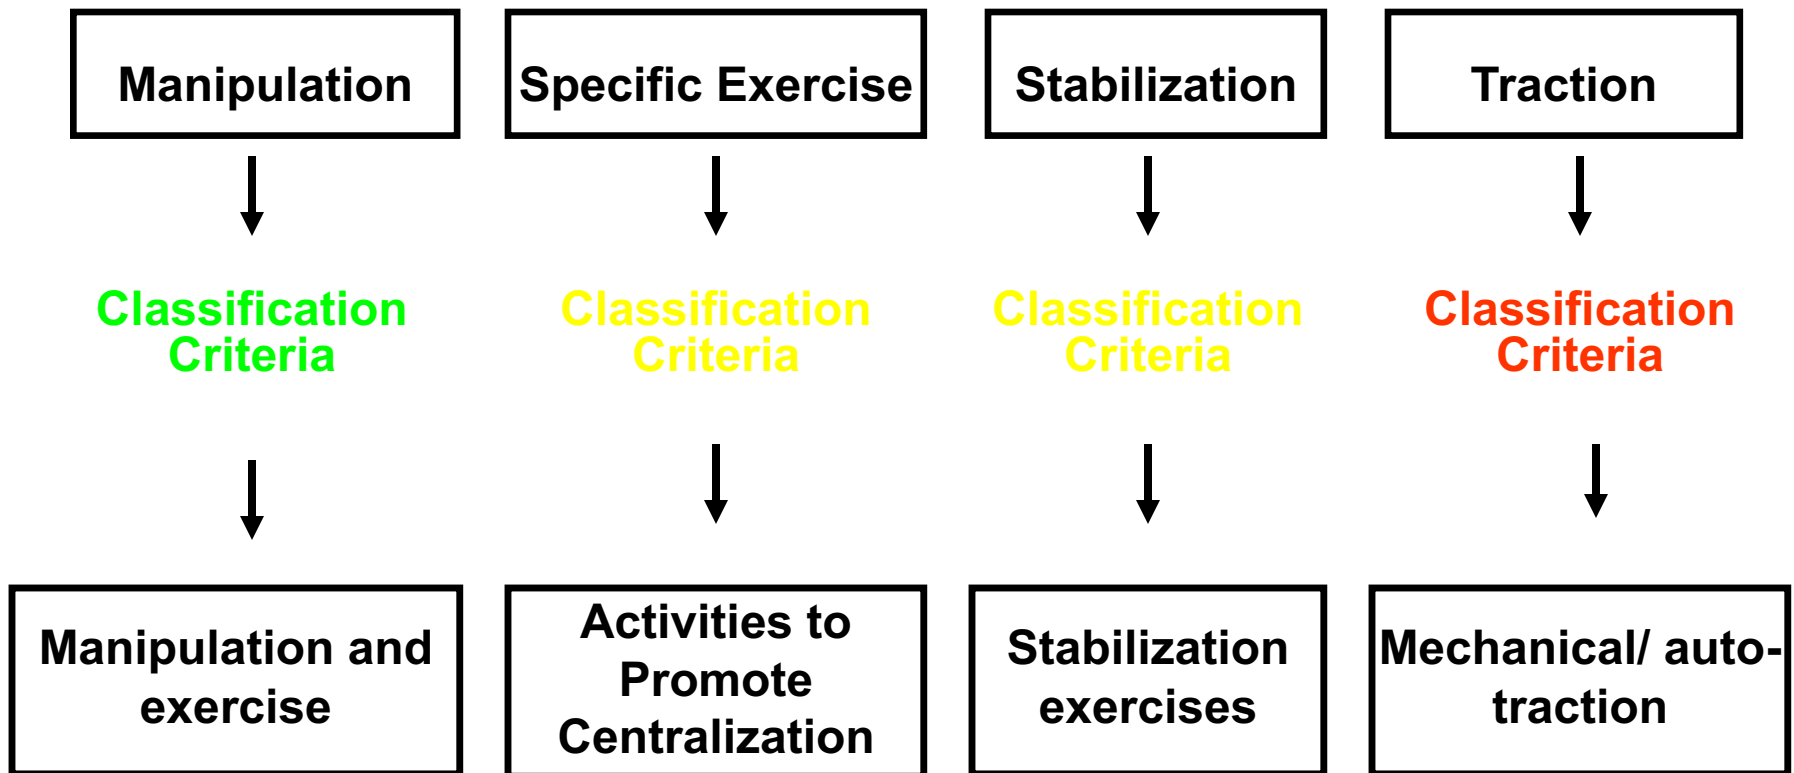 Manipulation
Specific Exercise
Stabilization
Traction
Classification
Criteria
Classification
Criteria
Classification
Criteria
Classification
Criteria
Manipulation and
exercise
Activities to
Promote
Centralization
Stabilization
exercises
Mechanical/ auto-
traction